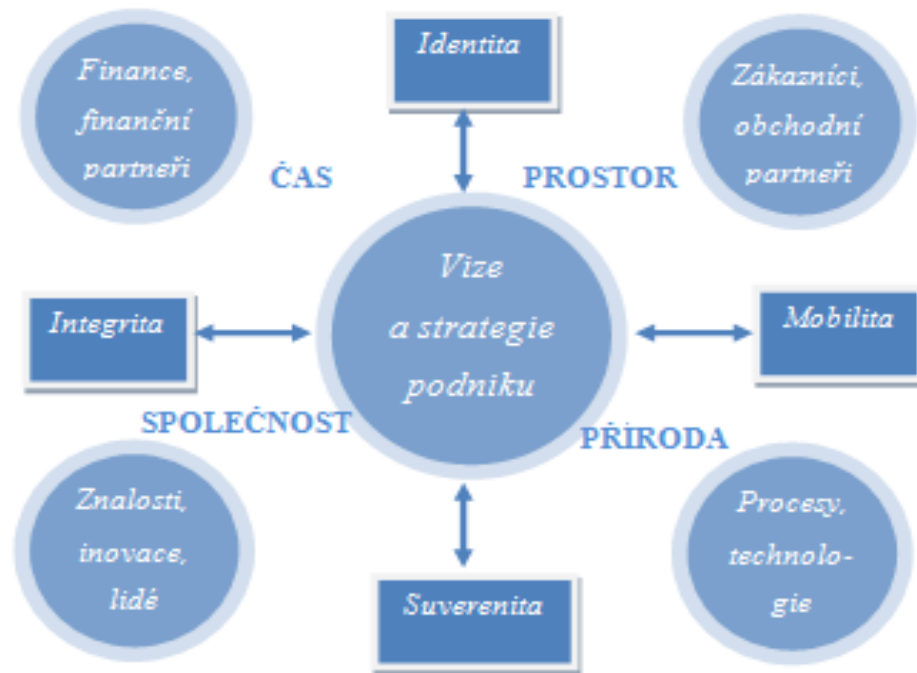 Finance,
finanční
partneři
Identita
Zákazníci,
obchodní
partneři
ČAS
PROSTOR
Vize
a strategie
podniku
Integrita
Mobilita
SPOLEČNOST
PŘÍRODA
Znalosti,
inovace,
lidé
Suverenita
Procesy,
technolo-
gie